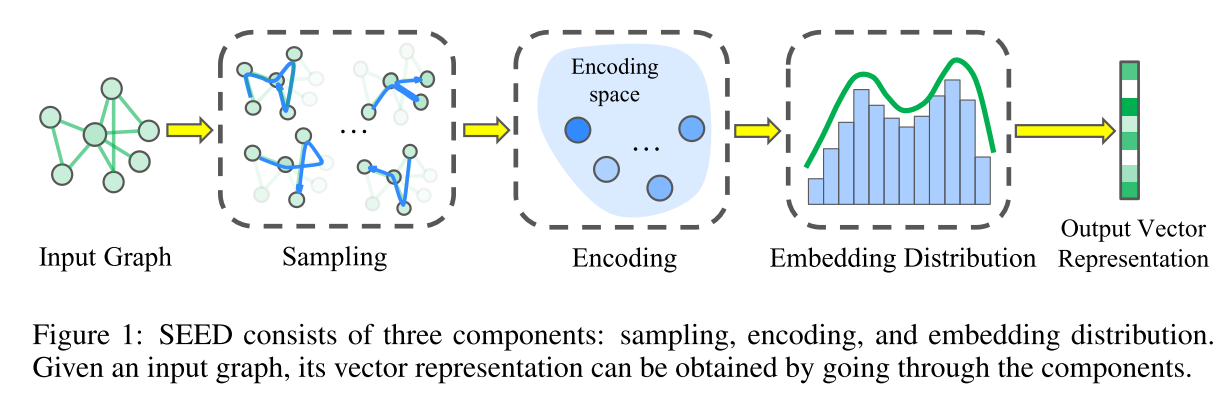 Encoding
space
...
...
Input Graph
Sampling
Encoding
Embedding Distribution
Output Vector
Representation
Figure 1: SEED consists of three components: sampling, encoding, and embedding distribution.
Given an input graph, its vector representation can be obtained by going through the components.